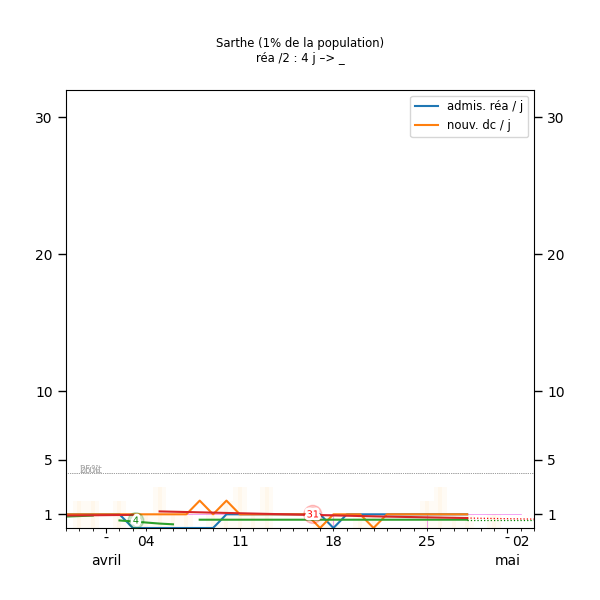 Sarthe (1% de la population)
réa /2 : 4 j –> _
admis. réa / j
nouv. dc / j
30 30
20 20
10 10
5 5
1 1
4
31
- 04 11 18 25 - 02
avril mai